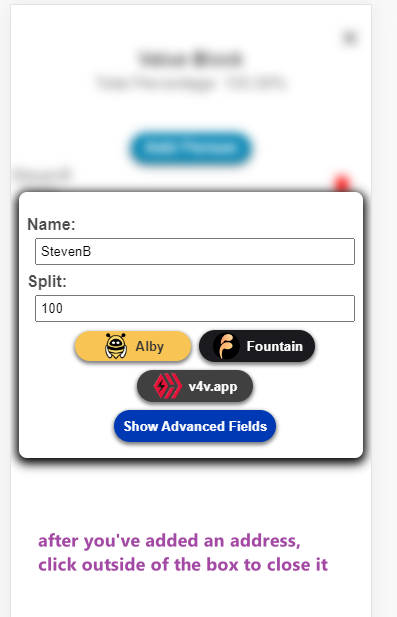 Value Block
Total Percentage: 100.00%
Add Person
Name:
StevenB
Split:
100
Alby
Fountain
v4v.app
Show Advanced Fields
after you've added an address,
click outside of the box to close it